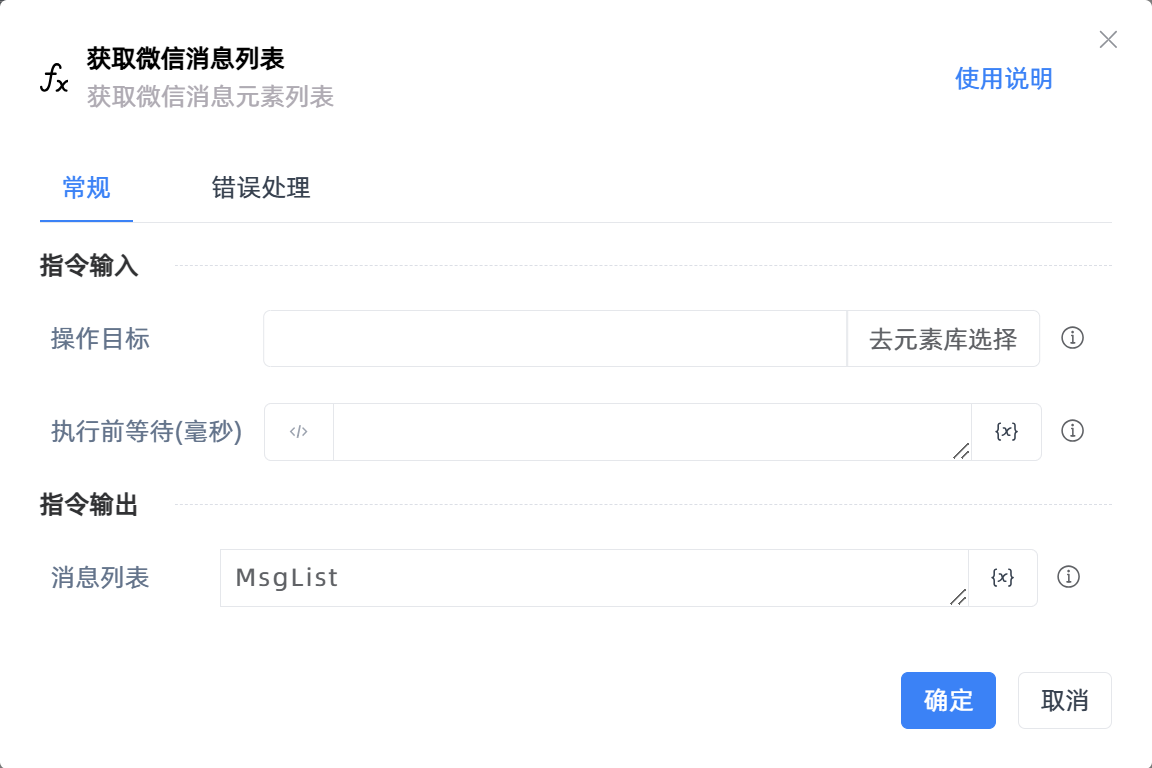 获取微信消息列表
获取微信消息元素列表
使用说明
常规
错误处理
指令输入
操作目标
去元素库选择
执行前等待(毫秒)
</>
{x}
指令输出
消息列表
MsgList
{x}
确定
取消